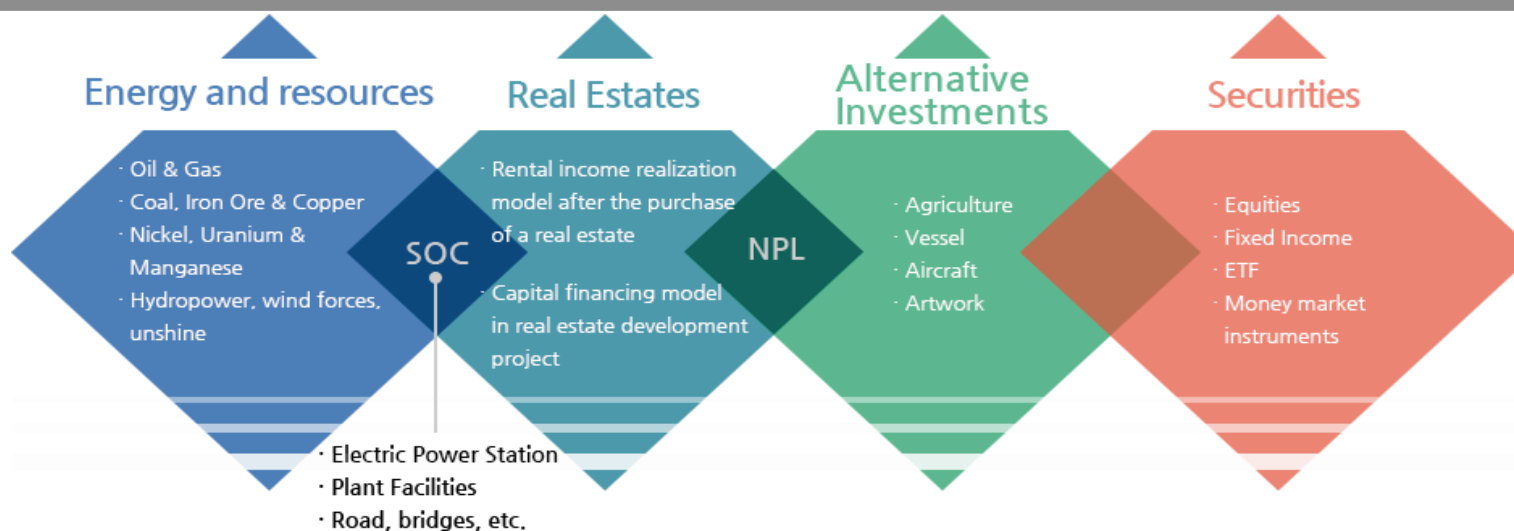 Energy and resources
· Oil & Gas
· Coal, Iron Ore & Copper
· Nickel, Uranium &
Manganese
· Hydropower, wind forces,
unshine
SOC
· Electric Power Station
· Plant Facilities
· Road, bridges, etc.
Real Estates
· Rental income realization
model after the purchase
of a real estate
· Capital financing model
in real estate development
project
NPL
Alternative
Investments
· Agriculture
· Vessel
· Aircraft
· Artwork
Securities
· Equities
· Fixed Income
· ETF
· Money market
instruments